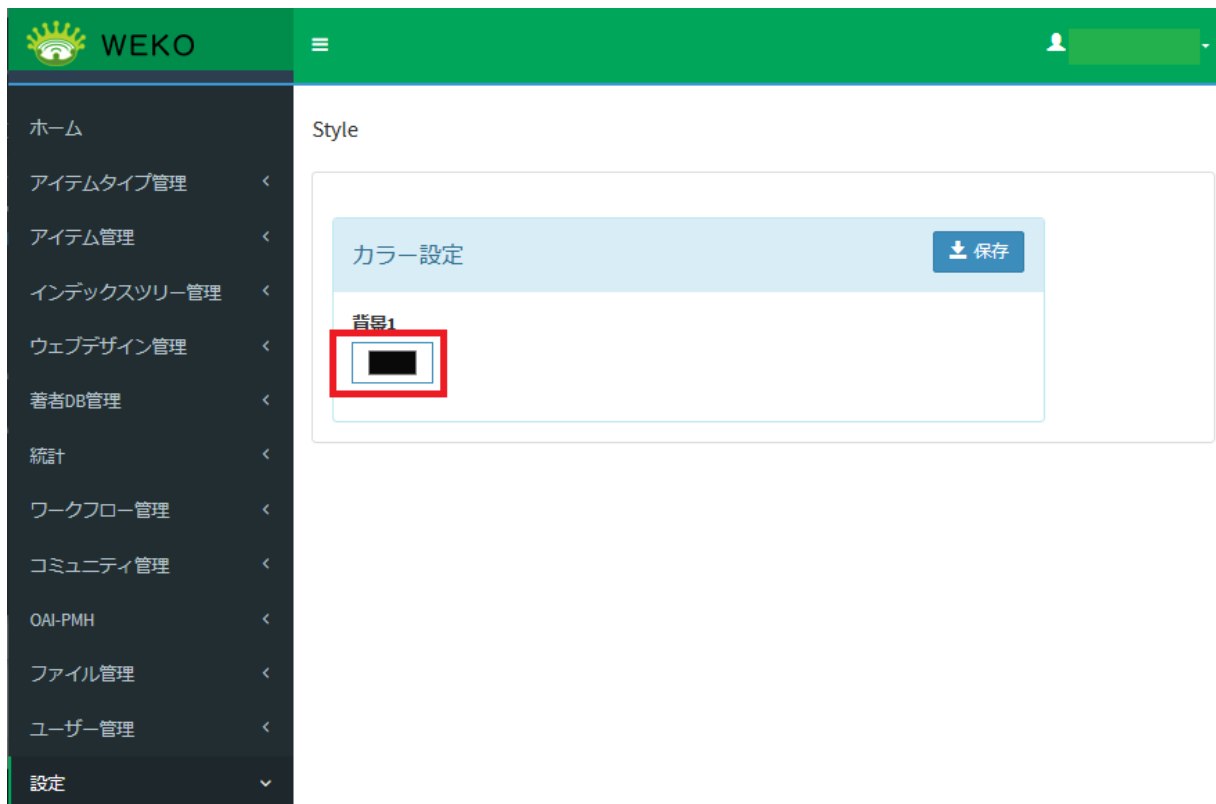 WEKO
ホーム
アイテムタイプ管理
アイテム管理
インデックスツリー管理
ウェブデザイン管理
著者DB管理
統計
ワークフロー管理
コミュニティ管理
OAI-PMH
ファイル管理
ユーザー管理
設定
Style
カラー設定
保存
背景1